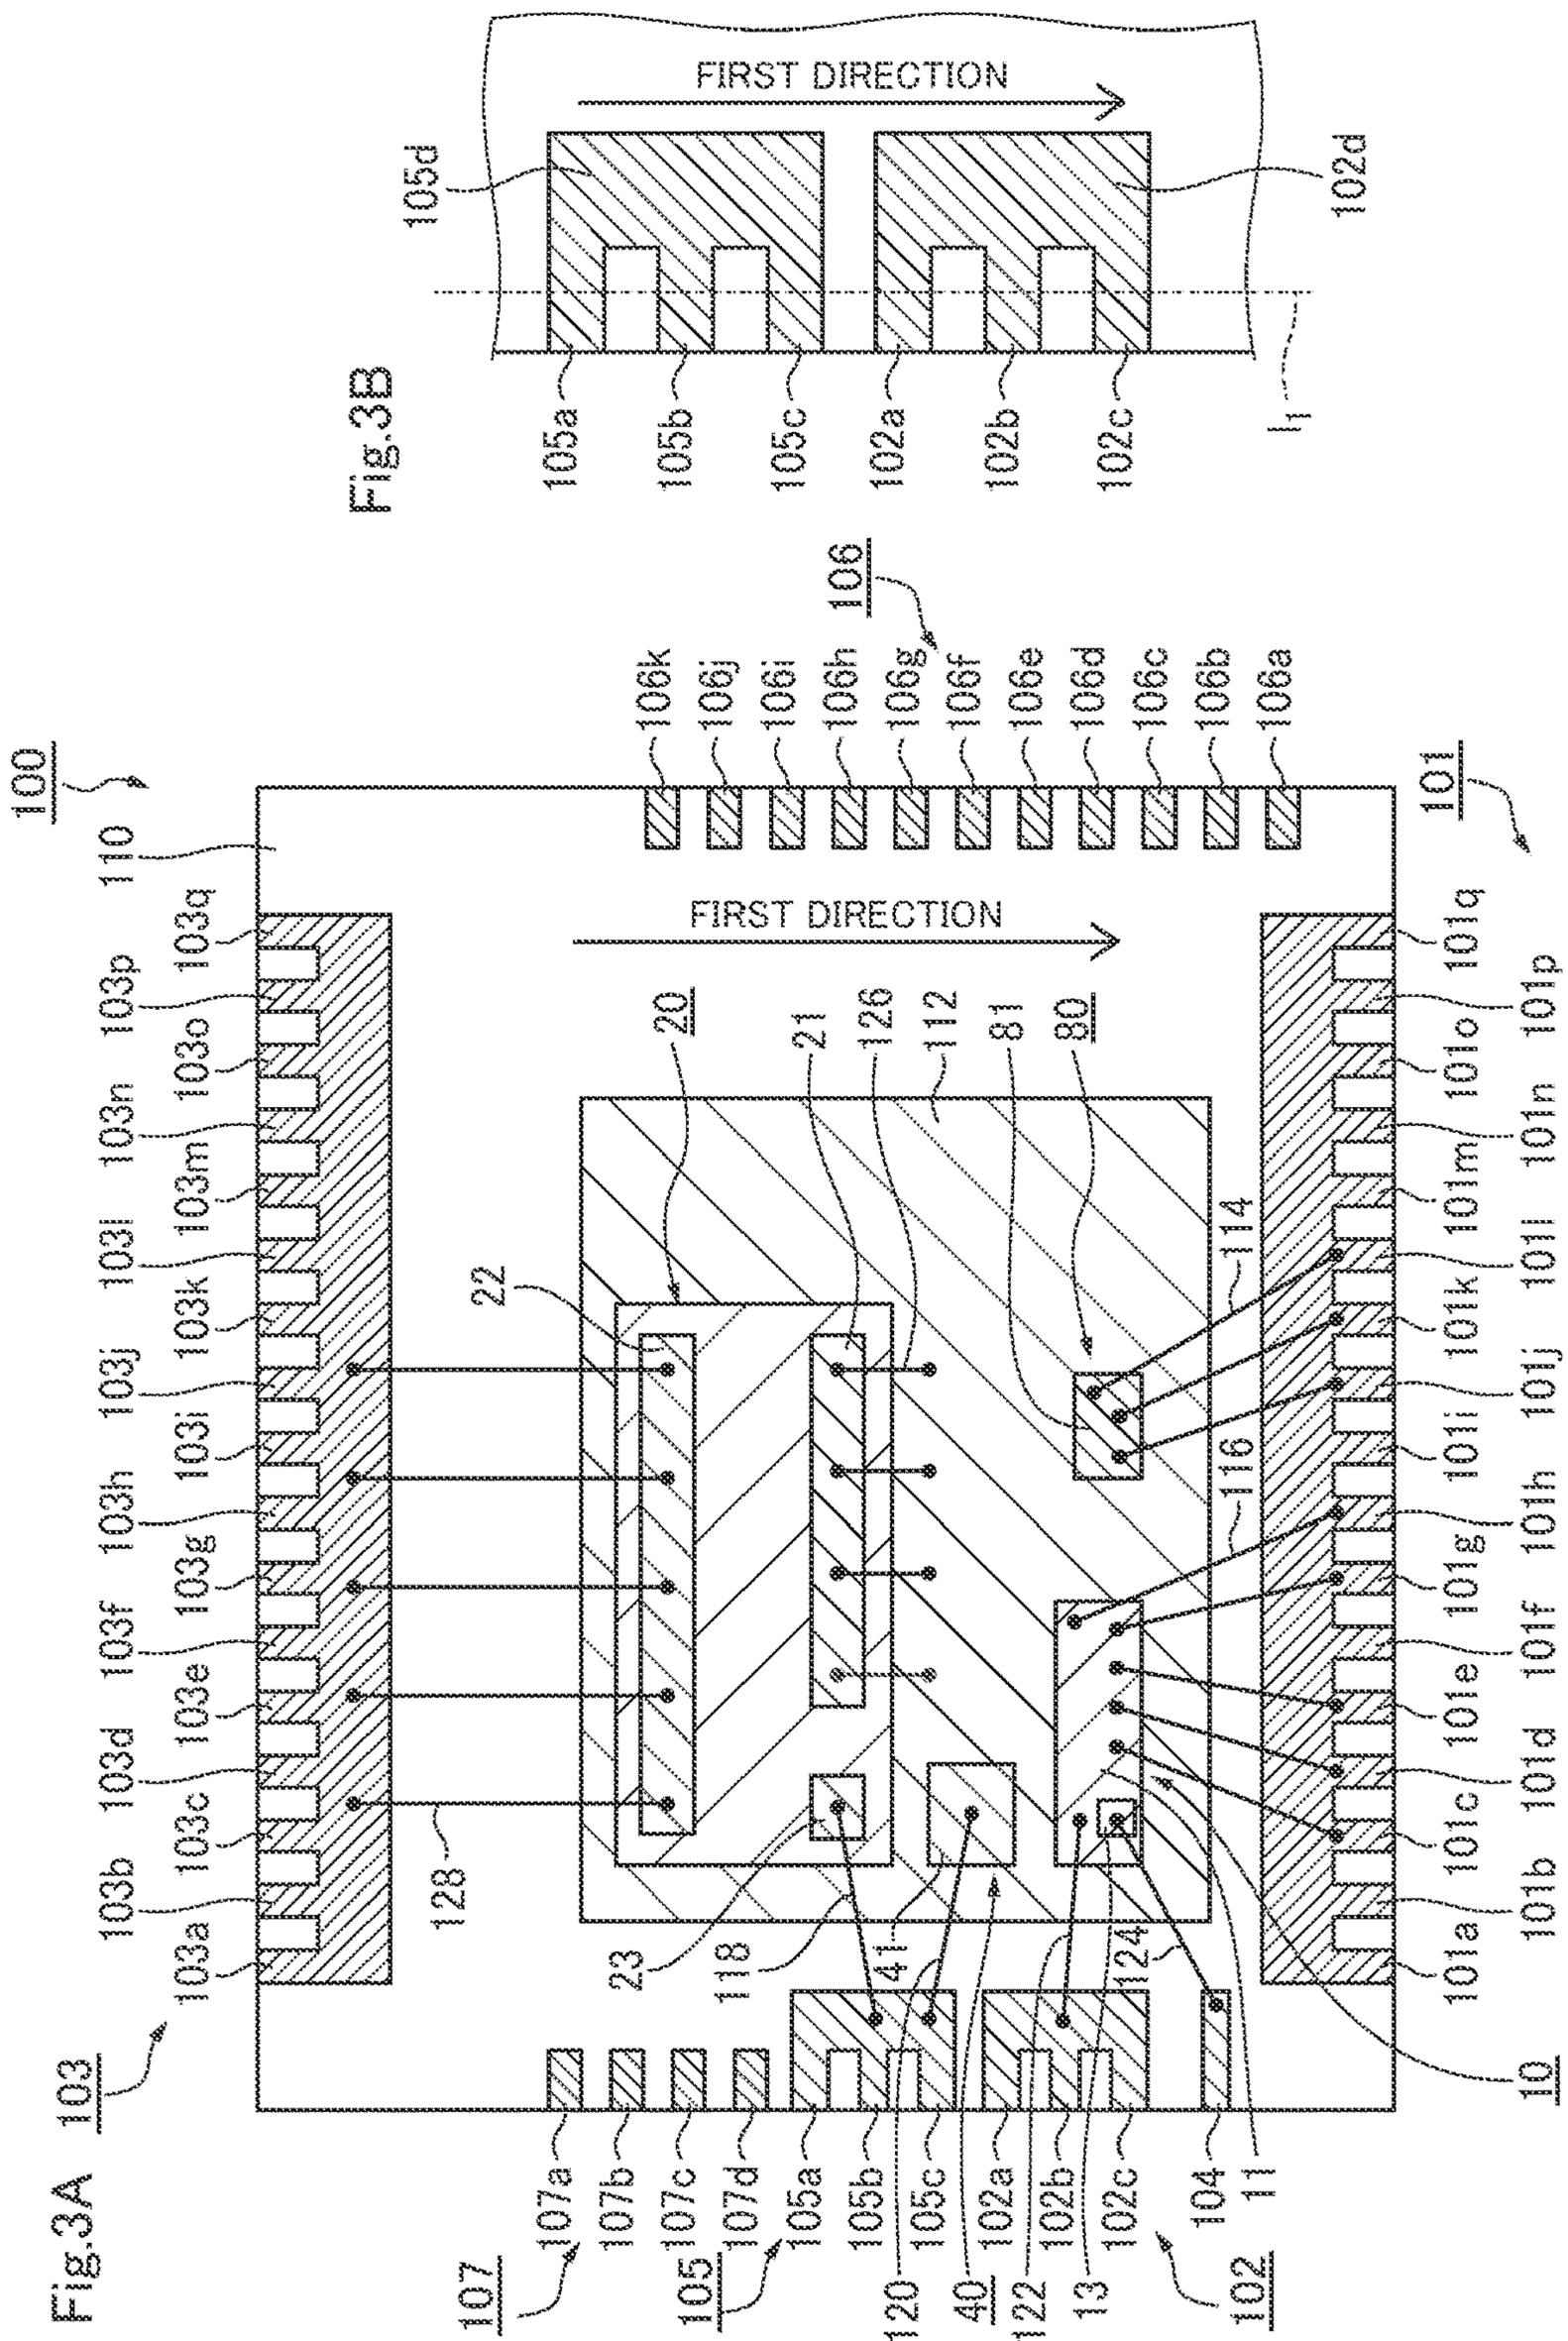 Fig.3A
100
110
103
103a
103b
103c
103d
103e
103f
103g
103h
103i
103j
103k
103l
103m
103n
103o
103p
103q
128
22
20
21
126
112
81
80
FIRST DIRECTION
114
116
107
107a
107b
107c
107d
105
105a
105b
105c
102a
102b
102c
102
104
23
118
41
124
120
40
122
13
11
10
106
106k
106j
106i
106h
106g
106f
106e
106d
106c
106b
106a
101
101a
101b
101c
101d
101e
101f
101g
101h
101i
101j
101k
101l
101m
101n
101o
101p
101q
Fig.3B
105d
FIRST DIRECTION
102d
105a
105b
105c
102a
102b
102c
l1